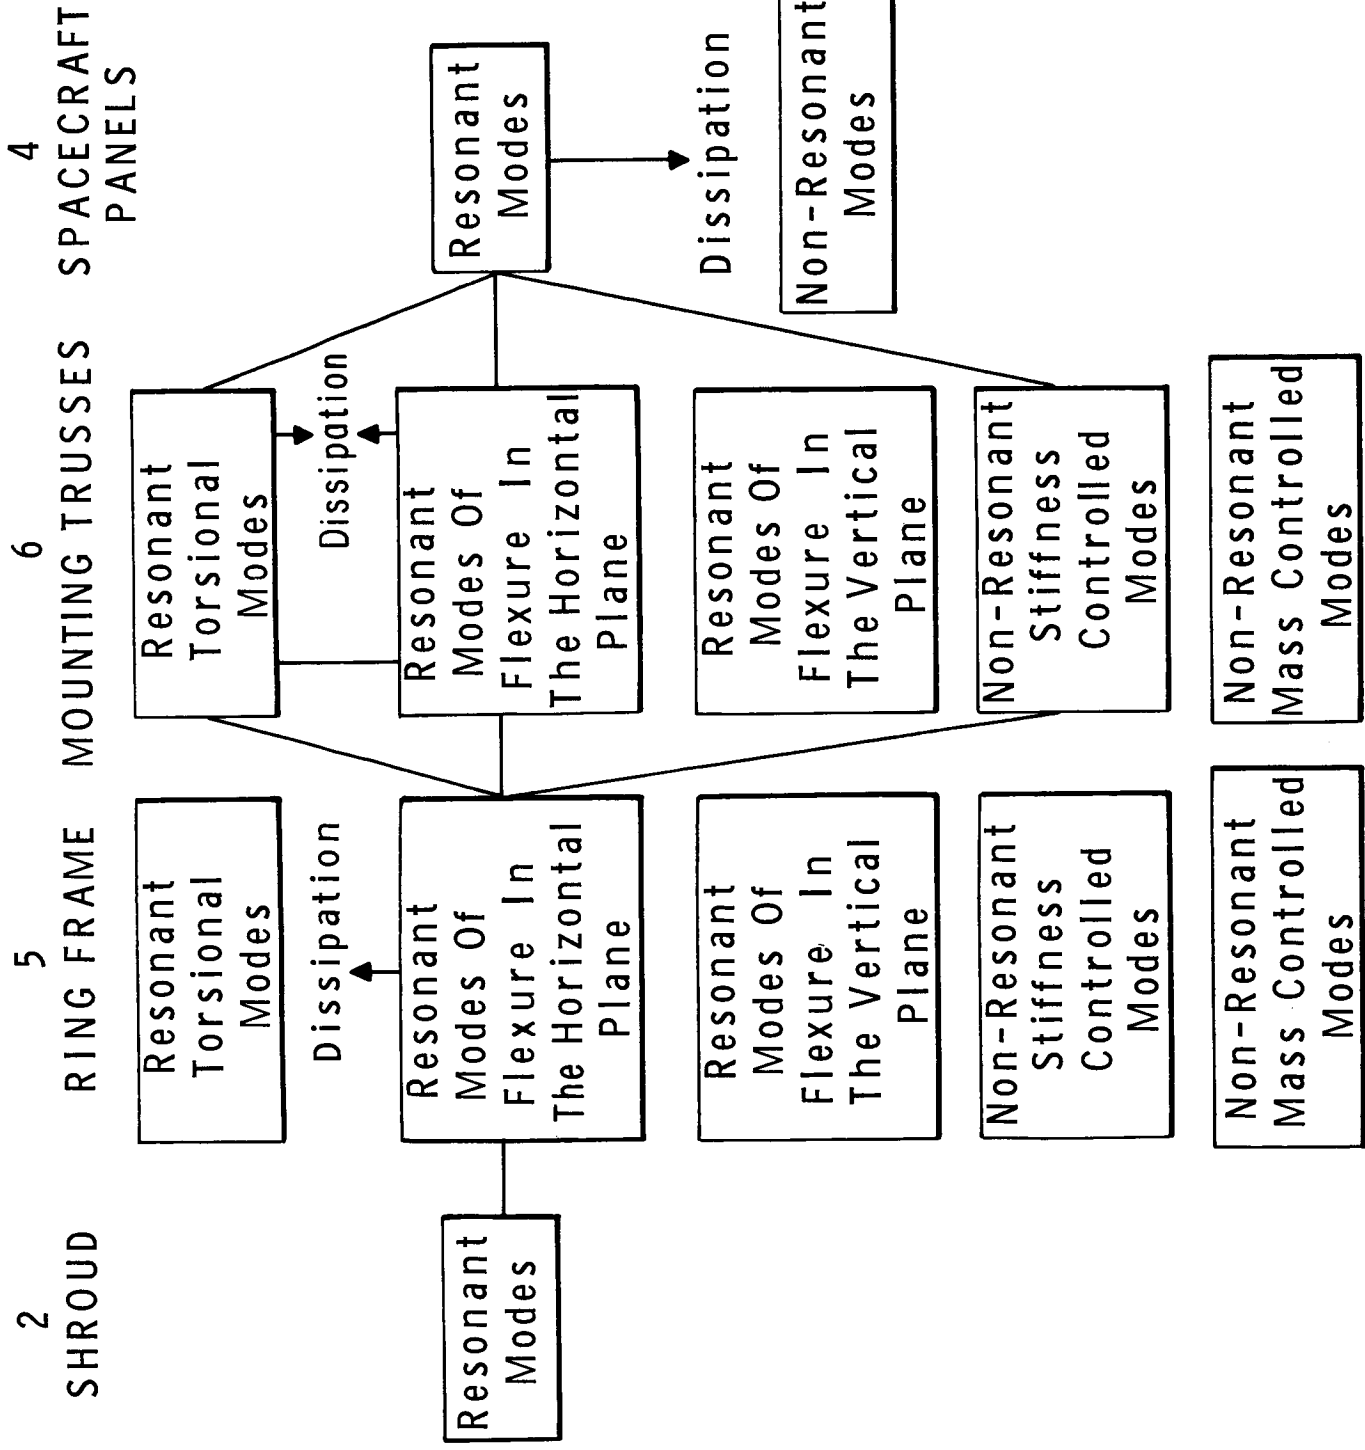 2
SHROUD
Resonant
Modes
5
RING FRAME
Resonant
Torsional
Modes
Dissipation
Resonant
Modes Of
Flexure In
The Horizontal
Plane
Resonant
Modes Of
Flexure In
The Vertical
Plane
Non-Resonant
Stiffness
Controlled
Modes
Non-Resonant
Mass Controlled
Modes
6
MOUNTING TRUSSES
Resonant
Torsional
Modes
Dissipation
Resonant
Modes Of
Flexure In
The Horizontal
Plane
Resonant
Modes Of
Flexure In
The Vertical
Plane
Non-Resonant
Stiffness
Controlled
Modes
Non-Resonant
Mass Controlled
Modes
4
SPACECRAFT
PANELS
Resonant
Modes
Dissipation
Non-Resonant
Modes